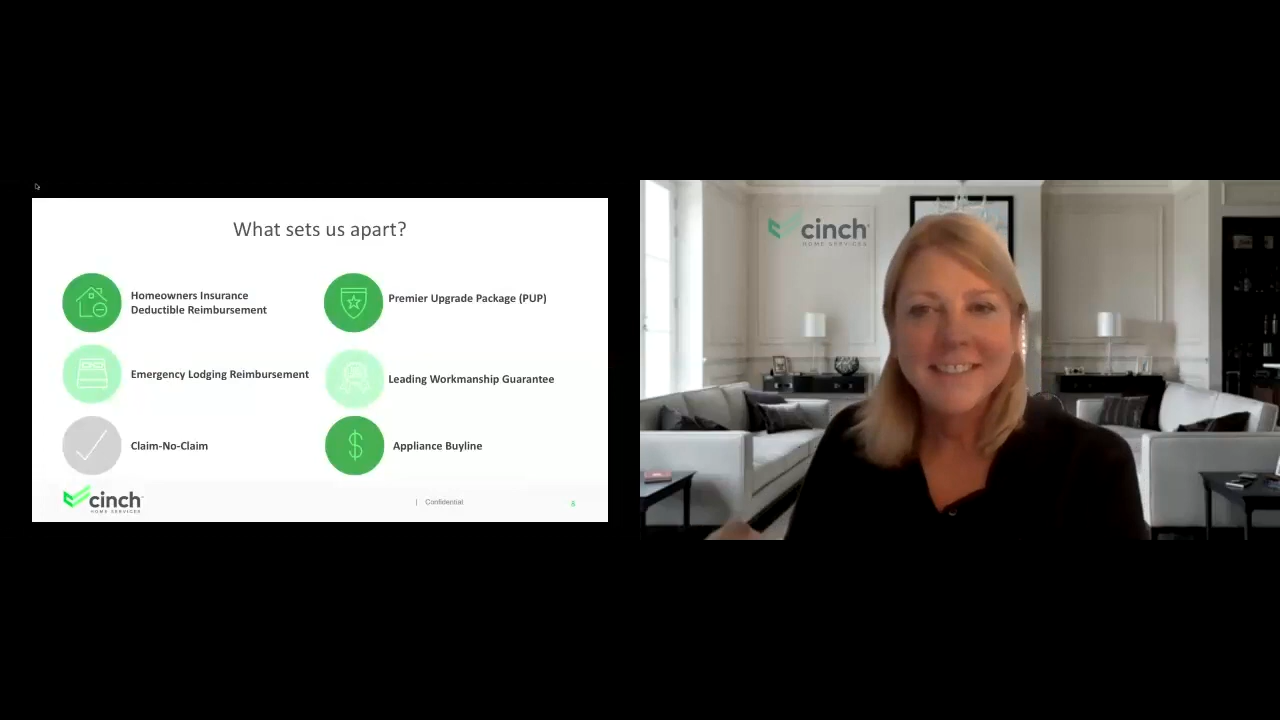 What sets us apart?
Homeowners Insurance
Deductible Reimbursement
Premier Upgrade Package (PUP)
Emergency Lodging Reimbursement
Leading Workmanship Guarantee
Claim-No-Claim
Appliance Buyline
cinch
HOME SERVICES
| Confidential
cinch
HOME SERVICES